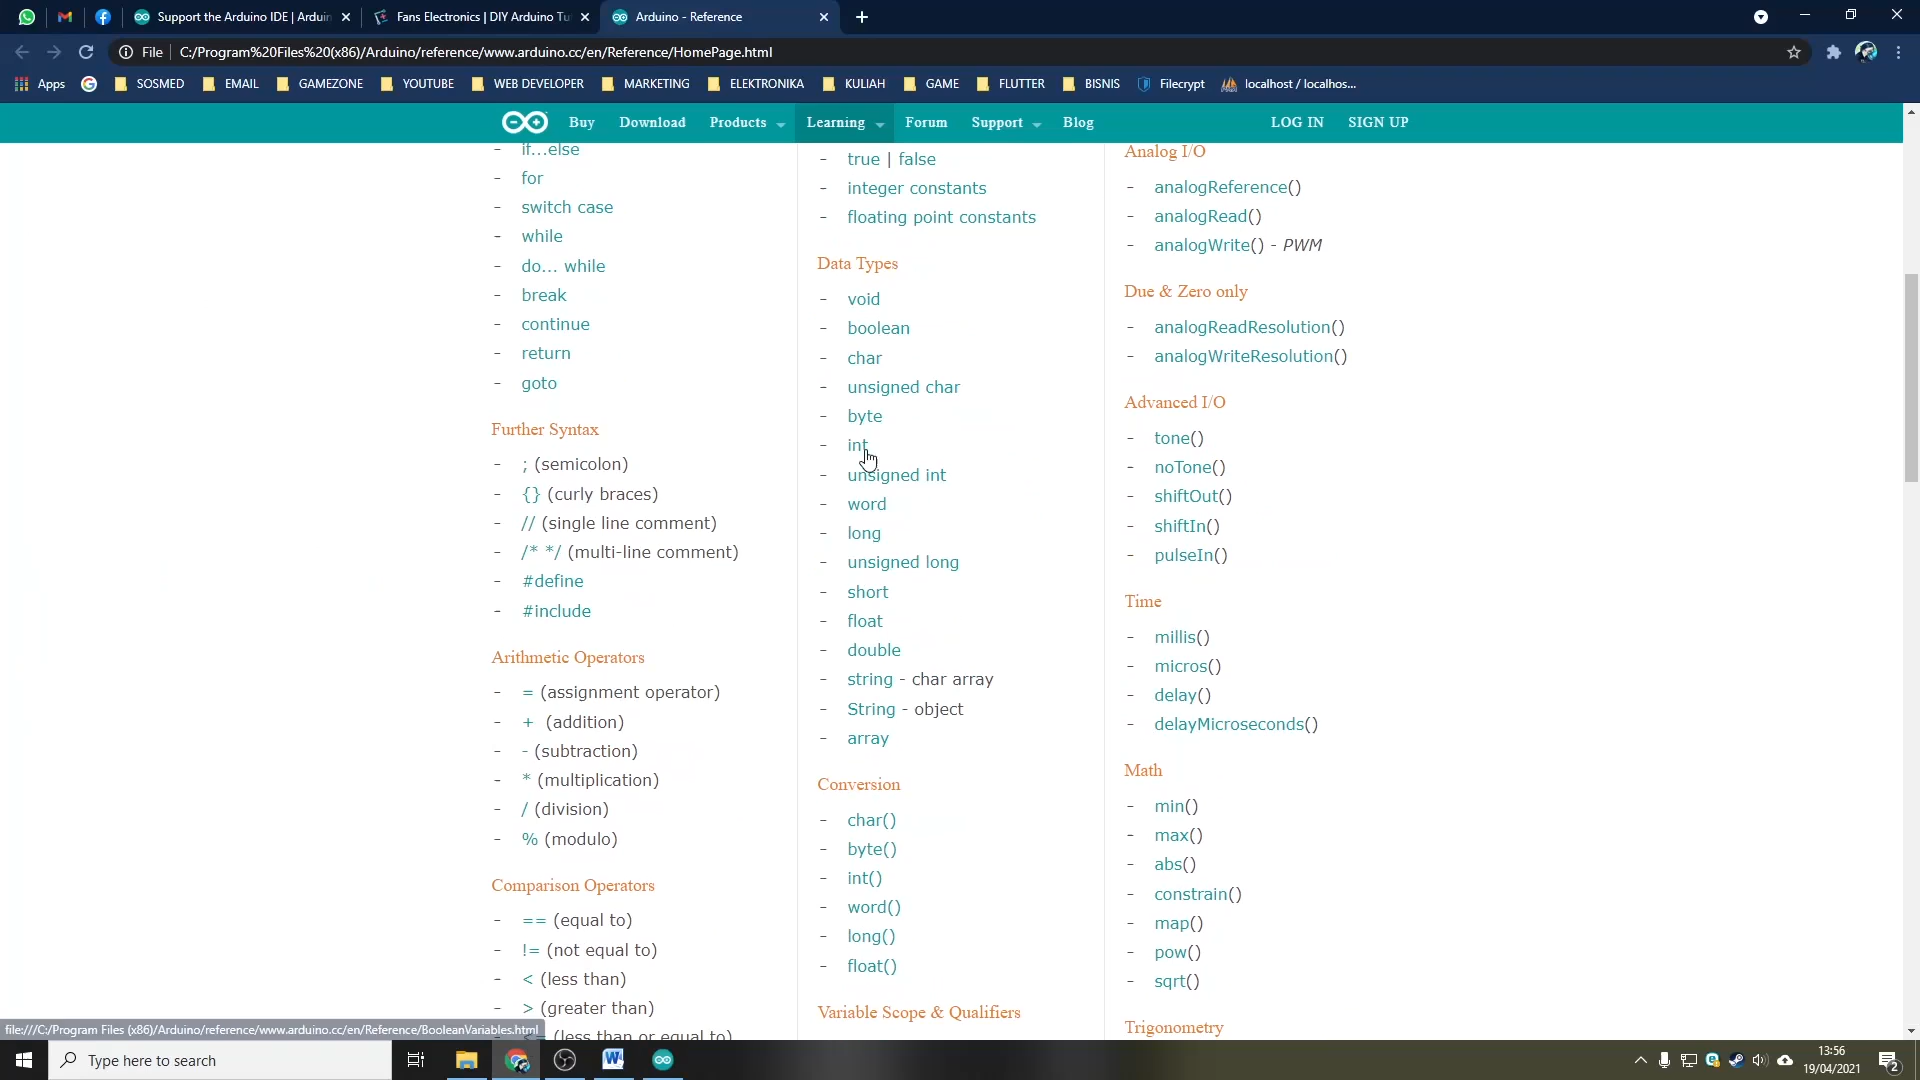 Support the Arduino IDE | Arduin
Fans Electronics | DIY Arduino Tut
Arduino - Reference
File | C:/Program%20Files%20(x86)/Arduino/reference/www.arduino.cc/en/Reference/HomePage.html
Apps SOSMED EMAIL GAMEZONE YOUTUBE WEB DEVELOPER MARKETING ELEKTRONIKA KULIAH GAME FLUTTER BISNIS Filecrypt localhost / localhos...
Buy Download Products Learning Forum Support Blog LOG IN SIGN UP
- if...else
- for
- switch case
- while
- do... while
- break
- continue
- return
- goto
Further Syntax
- ; (semicolon)
- {} (curly braces)
- // (single line comment)
- /* */ (multi-line comment)
- #define
- #include
Arithmetic Operators
- = (assignment operator)
- + (addition)
- - (subtraction)
- * (multiplication)
- / (division)
- % (modulo)
Comparison Operators
- == (equal to)
- != (not equal to)
- < (less than)
- > (greater than)
(less than or equal to)
- true | false
- integer constants
- floating point constants
Data Types
- void
- boolean
- char
- unsigned char
- byte
- int
- unsigned int
- word
- long
- unsigned long
- short
- float
- double
- string - char array
- String - object
- array
Conversion
- char()
- byte()
- int()
- word()
- long()
- float()
Variable Scope & Qualifiers
Analog I/O
- analogReference()
- analogRead()
- analogWrite() - PWM
Due & Zero only
- analogReadResolution()
- analogWriteResolution()
Advanced I/O
- tone()
- noTone()
- shiftOut()
- shiftIn()
- pulseIn()
Time
- millis()
- micros()
- delay()
- delayMicroseconds()
Math
- min()
- max()
- abs()
- constrain()
- map()
- pow()
- sqrt()
Trigonometry
file:///C:/Program Files (x86)/Arduino/reference/www.arduino.cc/en/Reference/BooleanVariables.html
Type here to search
13:56
19/04/2021
2